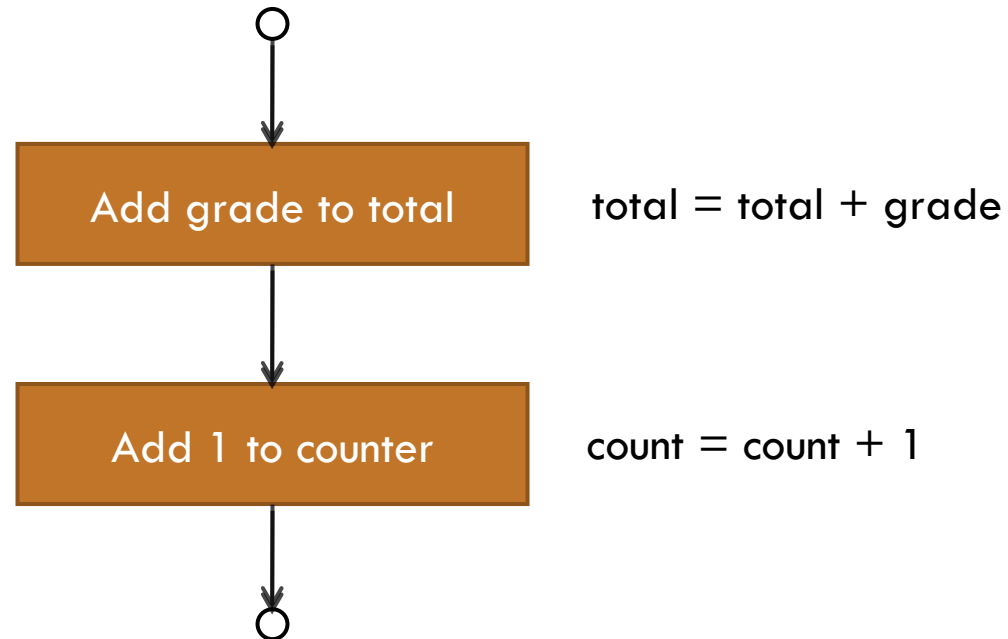 Add grade to total
total = total + grade
Add 1 to counter
count = count + 1